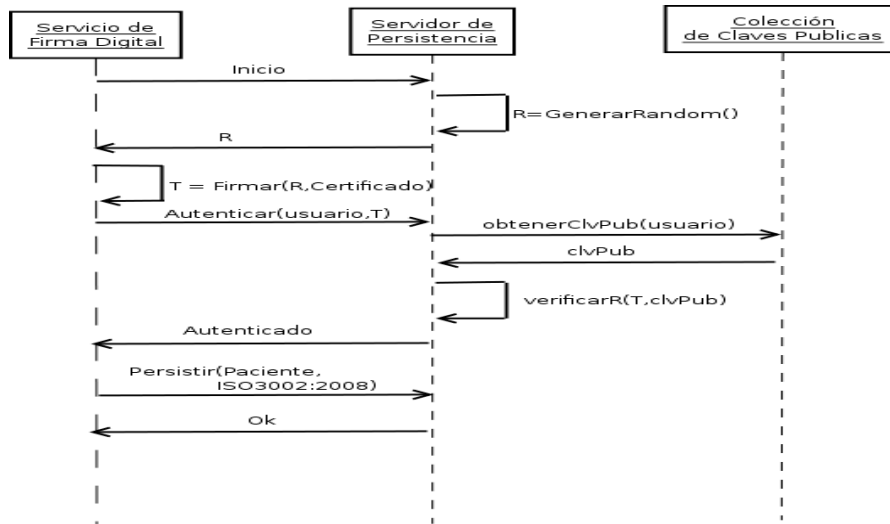 Servicio de
Firma Digital
Servidor de
Persistencia
Colección
de Claves Publicas
Inicio
R=GenerarRandom()
R
T = Firmar(R,Certificado)
Autenticar(usuario,T)
obtenerClvPub(usuario)
clvPub
verificarR(T,clvPub)
Autenticado
Persistir(Paciente,
ISO3002:2008)
Ok